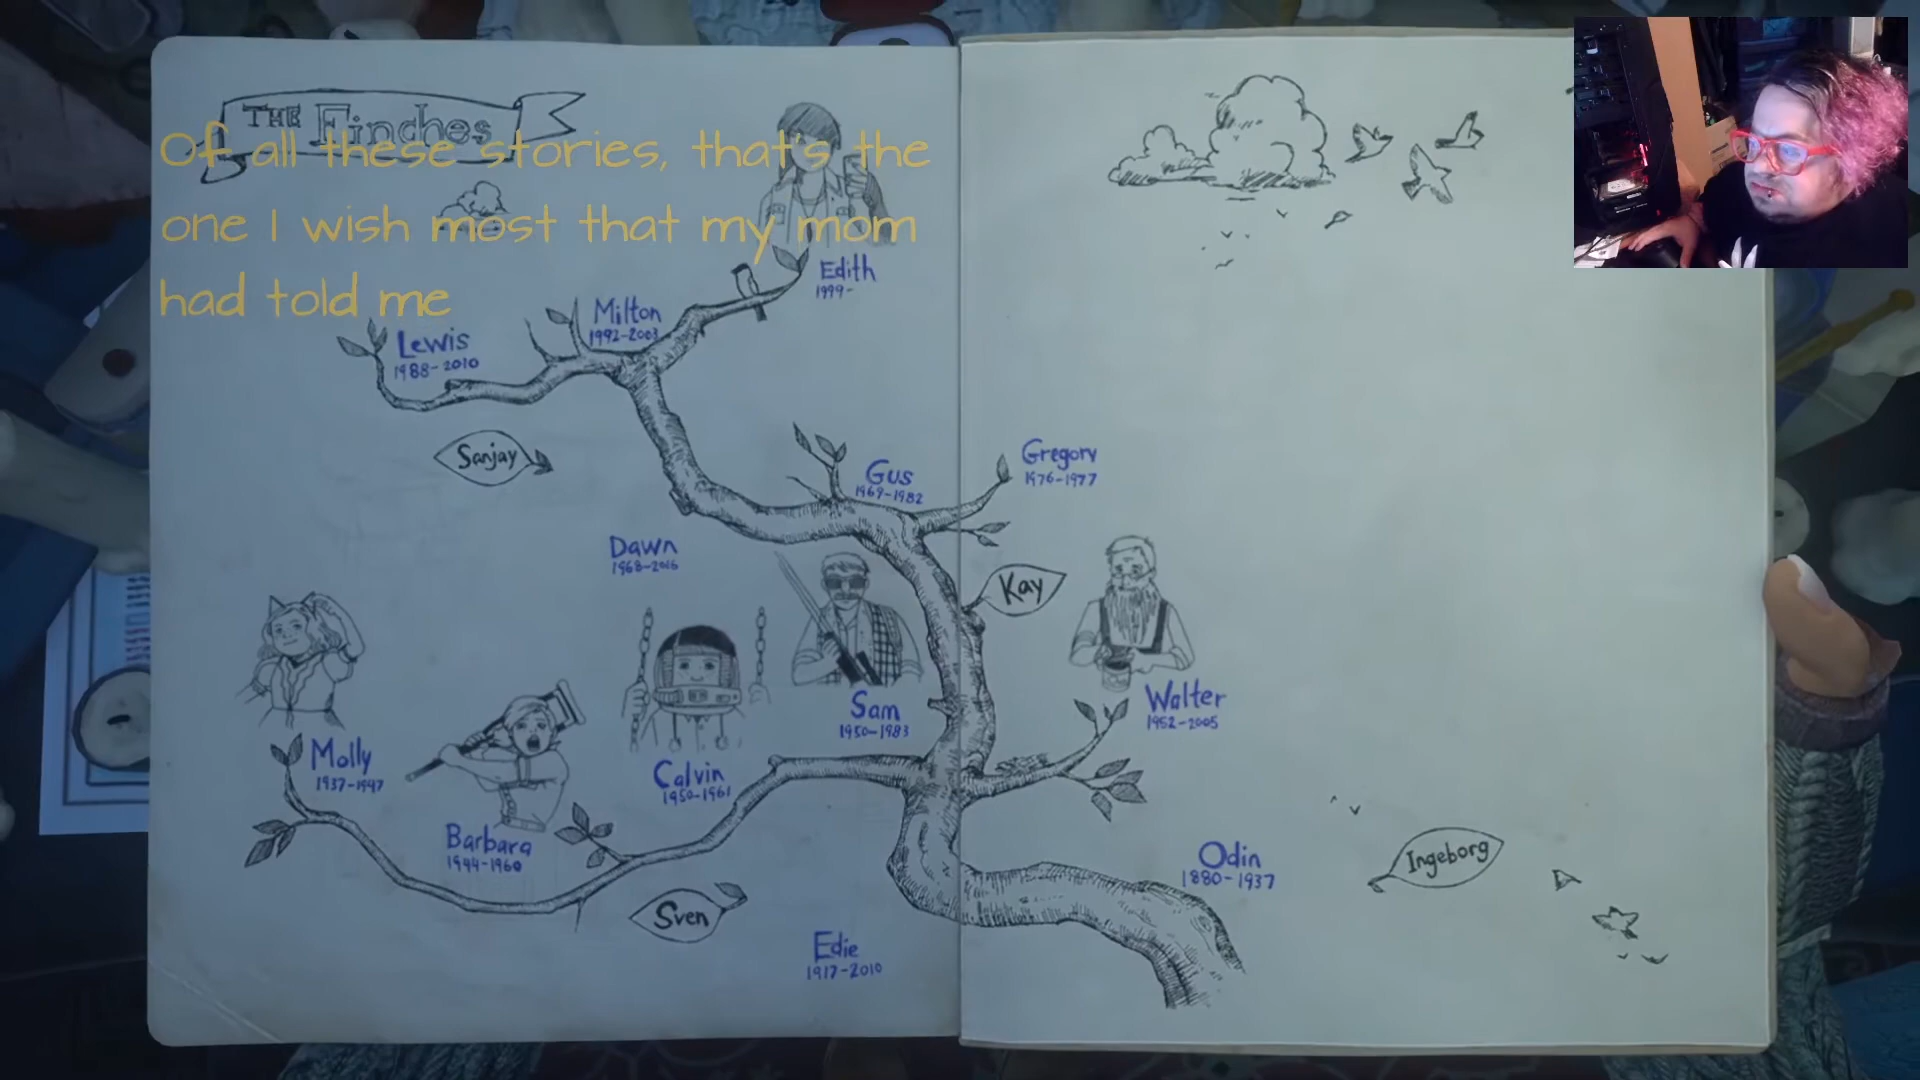 THE Finches
Of all these stories, that's the
one I wish most that my mom
had told me
Edith
1999-
Milton
1992-2003
Lewis
1988-2010
Sanjay
Gus
1969-1982
Gregory
1976-1977
Dawn
1968-2016
Kay
Sam
1950-1983
Walter
1952-2005
Molly
1937-1947
Calvin
1950-1961
Barbara
1944-1960
Sven
Odin
1880-1937
Ingeborg
Edie
1917-2010